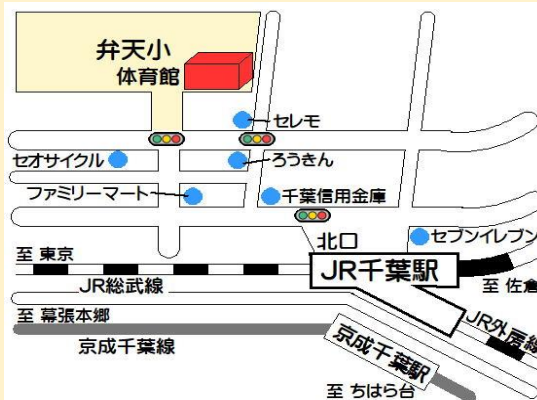 弁天小
体育館
セレモ
セオサイクル
ろうきん
ファミリーマート
千葉信用金庫
北口
セブンイレブン
至 東京
JR千葉駅
JR総武線
至 佐倉
至 幕張本郷
JR外房線
京成千葉線
京成千葉駅
至 ちはら台